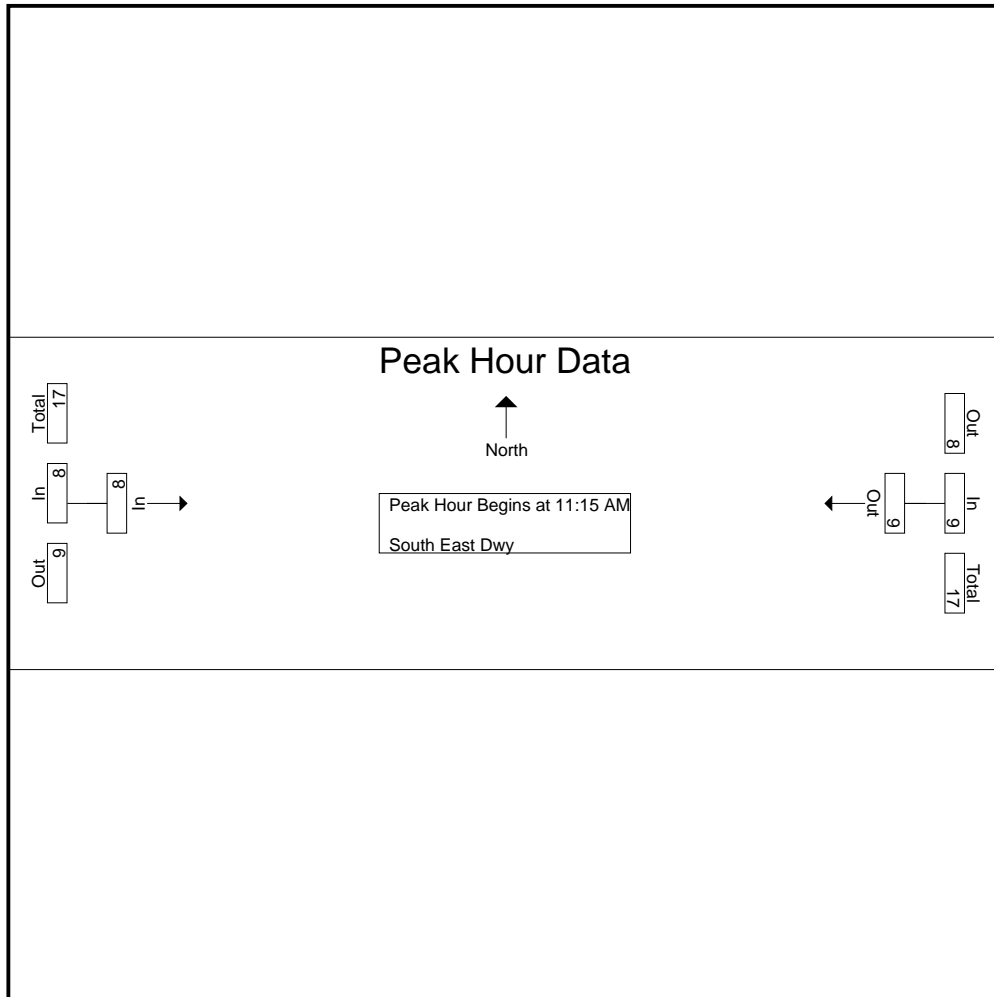 Peak Hour Data
Total
17
In
8
Out
9
8
In
North
Peak Hour Begins at 11:15 AM
South East Dwy
Out
9
Out
8
In
9
Total
17